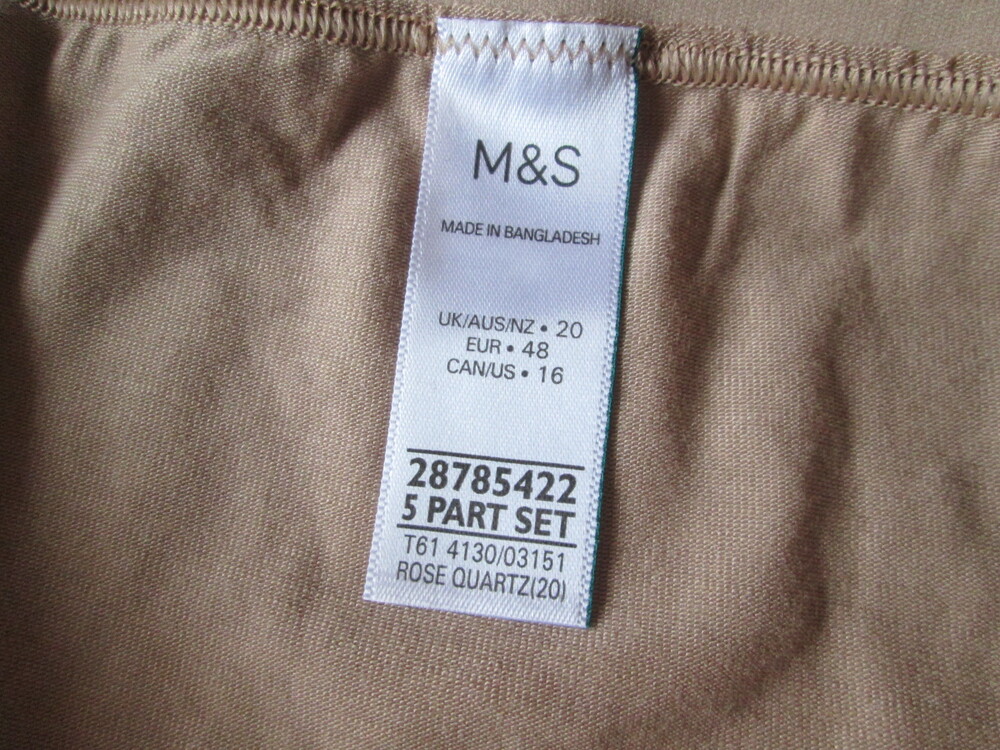 M&S
MADE IN BANGLADESH
UK/AUS/NZ • 20
EUR • 48
CAN/US • 16
28785422
5 PART SET
T61 4130/03151
ROSE QUARTZ(20)